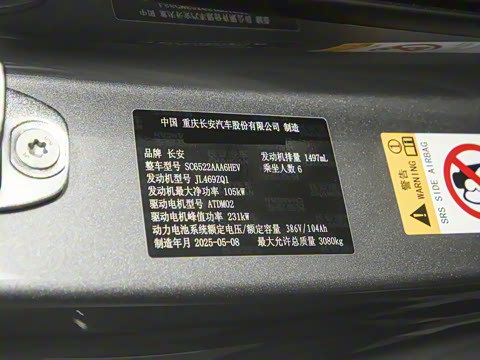 中国 重庆长安汽车股份有限公司 制造
品牌 长安 发动机排量 1497mL
整车型号 SC6522AAA6HEV 乘坐人数 6
发动机型号 JL469ZQ1
发动机最大净功率 105kW
驱动电机型号 ATDM02
驱动电机峰值功率 231kW
动力电池系统额定电压/额定容量 386V/104Ah
制造年月 2025-05-08 最大允许总质量 3080kg
警告
WARNING
SRS SIDE AIRBAG